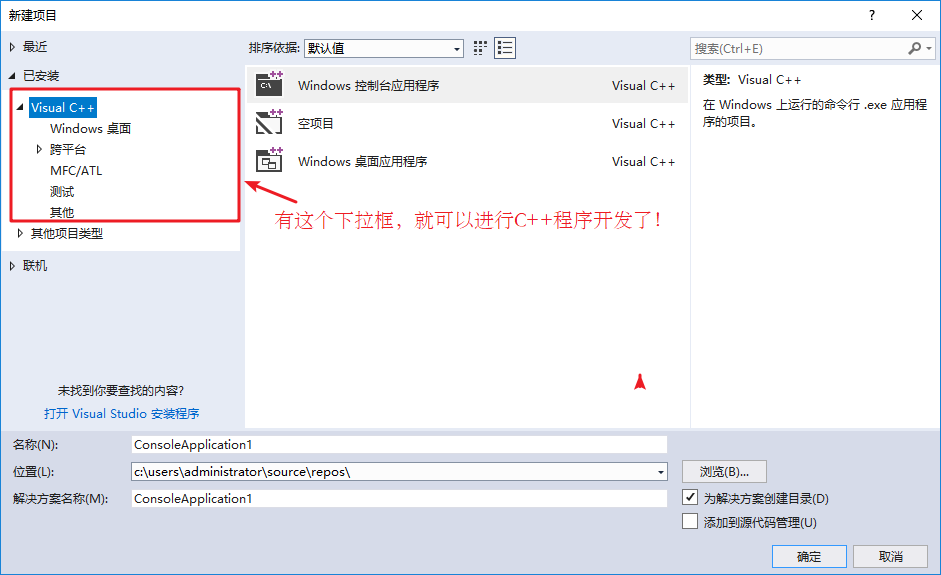 新建项目
?
最近
已安装
Visual C++
Windows 桌面
跨平台
MFC/ATL
测试
其他
其他项目类型
联机
未找到你要查找的内容?
打开 Visual Studio 安装程序
排序依据: 默认值
Windows 控制台应用程序 Visual C++
空项目 Visual C++
Windows 桌面应用程序 Visual C++
有这个下拉框，就可以进行C++程序开发了！
搜索(Ctrl+E)
类型: Visual C++
在 Windows 上运行的命令行 .exe 应用程
序的项目。
名称(N): ConsoleApplication1
位置(L): c:\users\administrator\source\repos\
浏览(B)...
解决方案名称(M): ConsoleApplication1
为解决方案创建目录(D)
添加到源代码管理(U)
确定 取消